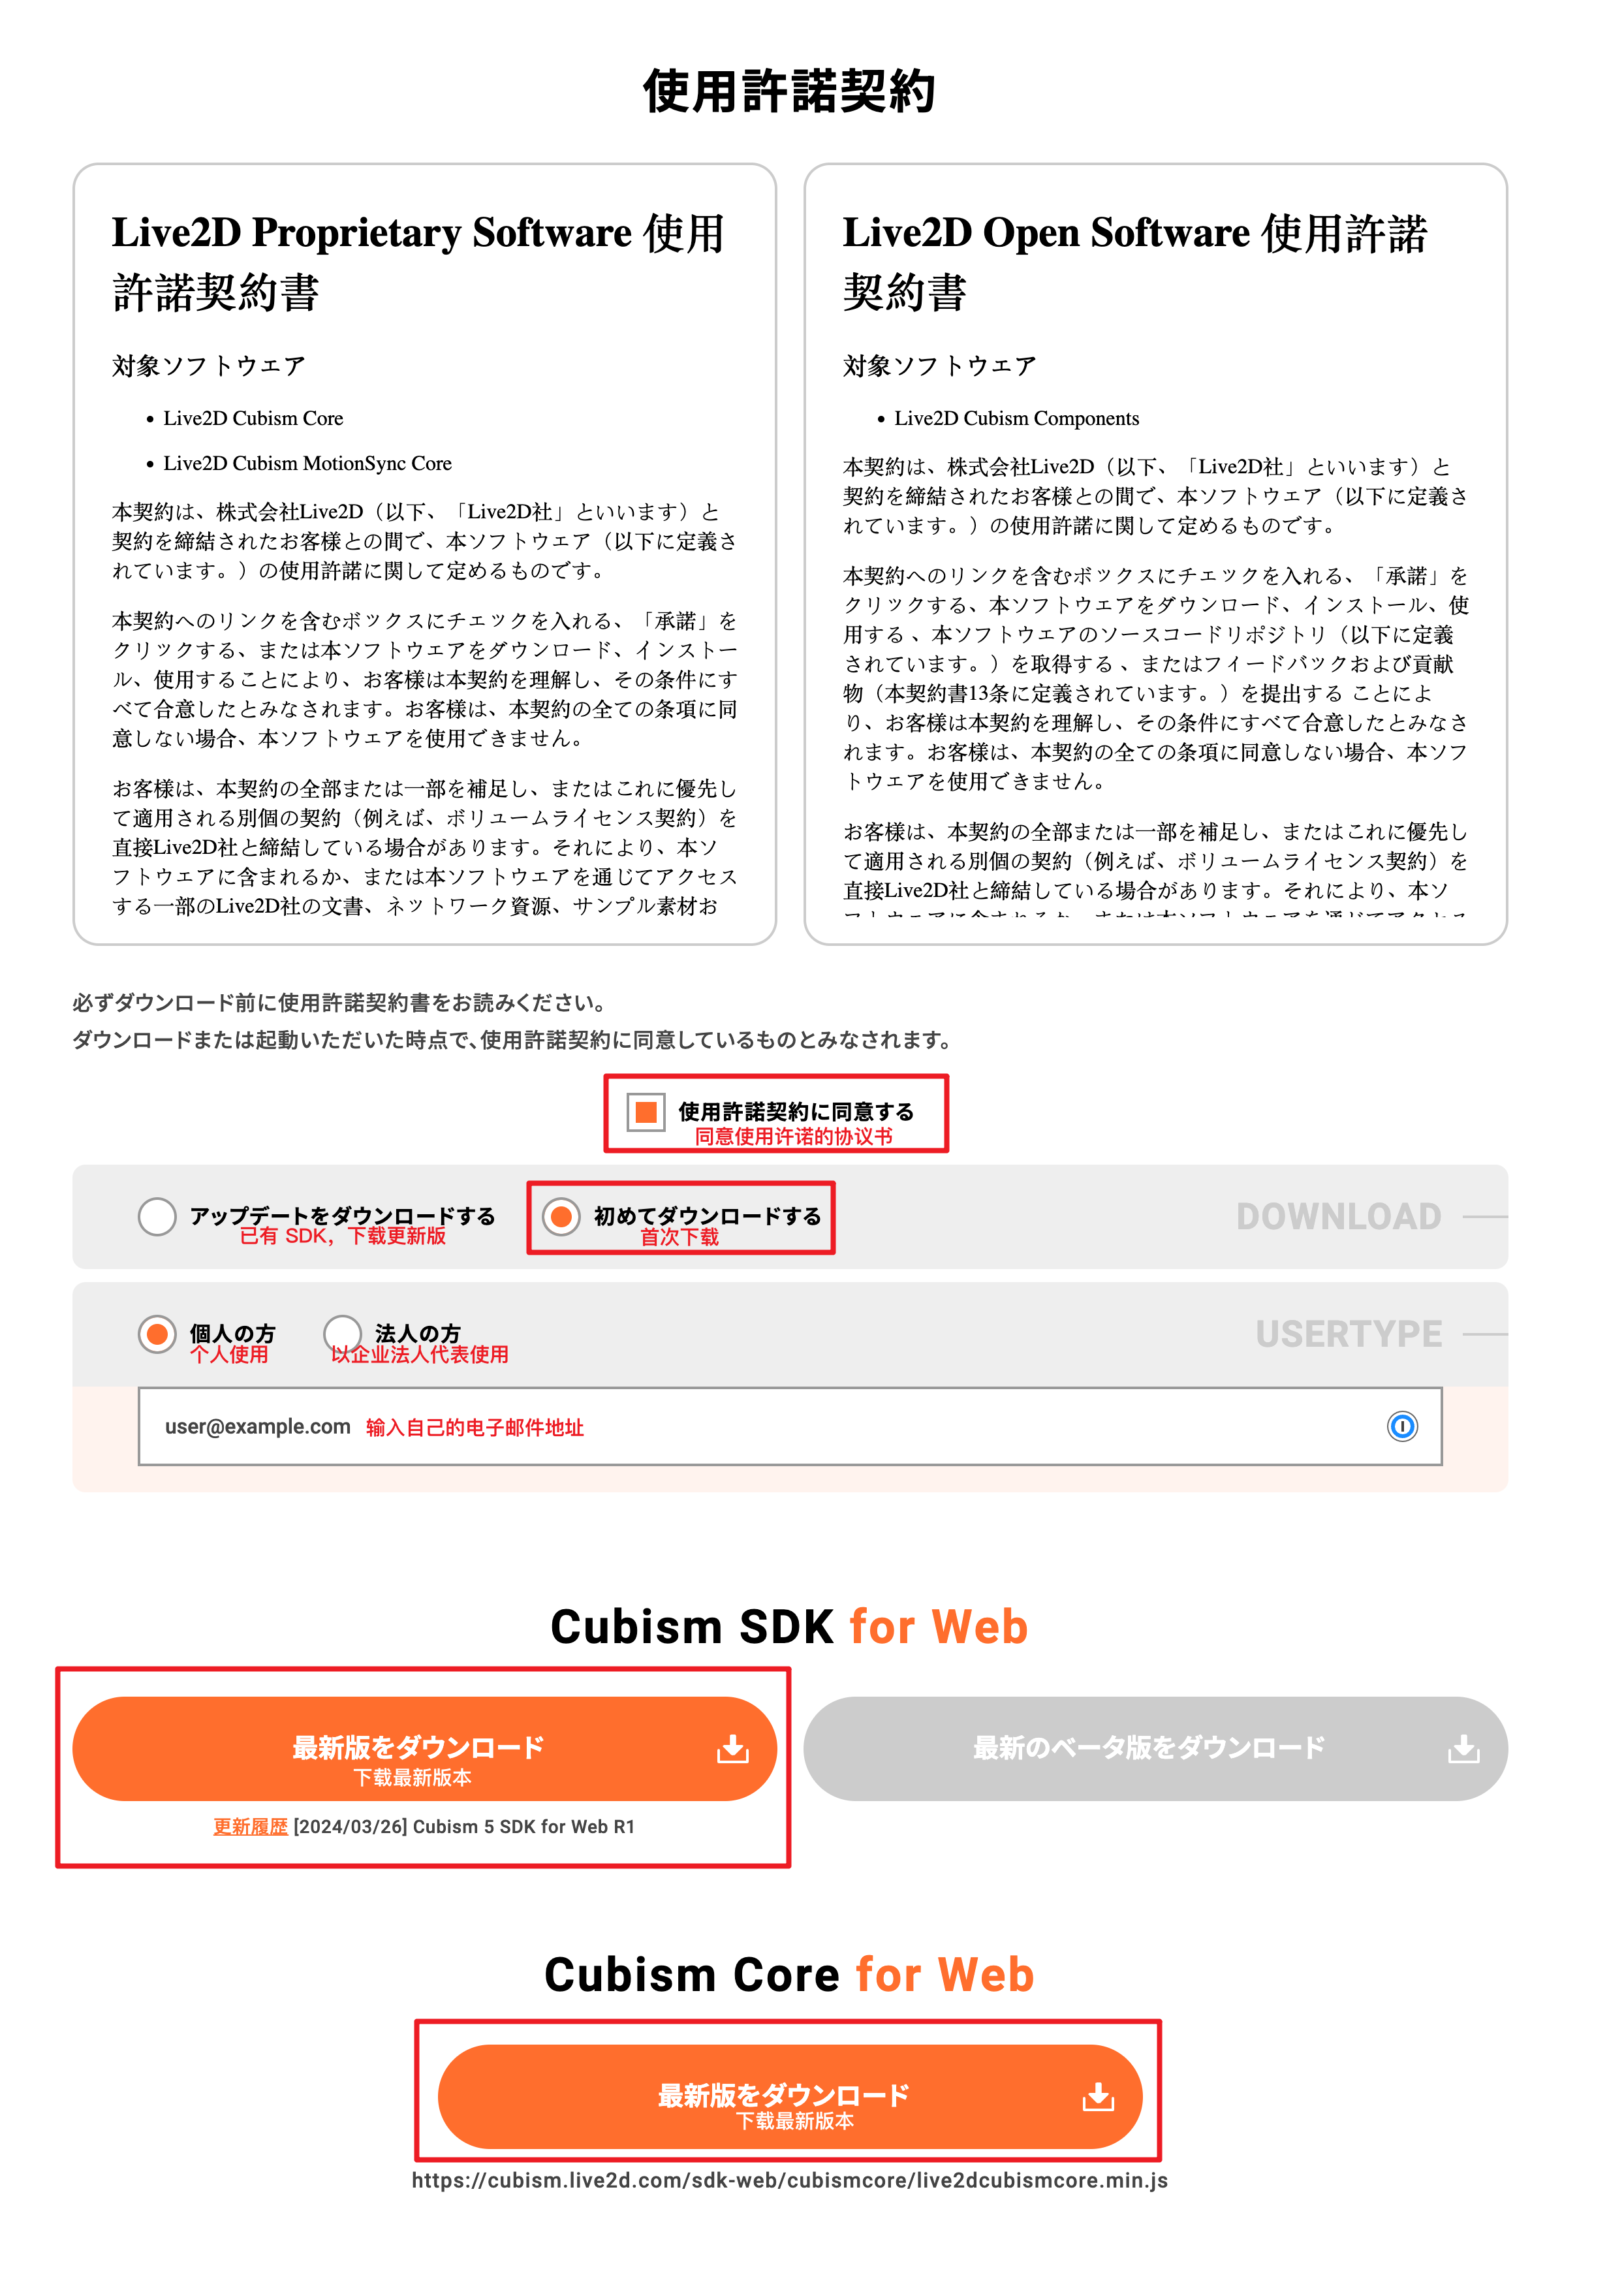 使用許諾契約
Live2D Proprietary Software 使用
許諾契約書
対象ソフトウェア
• Live2D Cubism Core
• Live2D Cubism MotionSync Core
本契約は、株式会社Live2D（以下、「Live2D社」といいます）と
契約を締結されたお客様との間で、本ソフトウェア（以下に定義さ
れています。）の使用許諾に関して定めるものです。
本契約へのリンクを含むボックスにチェックを入れる、「承諾」を
クリックする、または本ソフトウェアをダウンロード、インストー
ル、使用することにより、お客様は本契約を理解し、その条件にす
べて合意したとみなされます。お客様は、本契約の全ての条項に同
意しない場合、本ソフトウェアを使用できません。
お客様は、本契約の全部または一部を補足し、またはこれに優先し
て適用される別個の契約（例えば、ボリュームライセンス契約）を
直接Live2D社と締結している場合があります。それにより、本ソ
フトウェアに含まれるか、または本ソフトウェアを通じてアクセス
する一部のLive2D社の文書、ネットワーク資源、サンプル素材お
Live2D Open Software 使用許諾
契約書
対象ソフトウェア
• Live2D Cubism Components
本契約は、株式会社Live2D（以下、「Live2D社」といいます）と
契約を締結されたお客様との間で、本ソフトウェア（以下に定義さ
れています。）の使用許諾に関して定めるものです。
本契約へのリンクを含むボックスにチェックを入れる、「承諾」を
クリックする、本ソフトウェアをダウンロード、インストール、使
用する 、本ソフトウェアのソースコードリポジトリ（以下に定義
されています。）を取得する 、またはフィードバックおよび貢献
物（本契約書13条に定義されています。）を提出する ことによ
り、お客様は本契約を理解し、その条件にすべて合意したとみなさ
れます。お客様は、本契約の全ての条項に同意しない場合、本ソフ
トウェアを使用できません。
お客様は、本契約の全部または一部を補足し、またはこれに優先し
て適用される別個の契約（例えば、ボリュームライセンス契約）を
直接Live2D社と締結している場合があります。それにより、本ソ
フトウェアに含まれるか、または本ソフトウェアを通じてアクセス
必ずダウンロード前に使用許諾契約書をお読みください。
ダウンロードまたは起動いただいた時点で、使用許諾契約に同意しているものとみなされます。
使用許諾契約に同意する
同意使用许诺的协议书
アップデートをダウンロードする 初めてダウンロードする DOWNLOAD
已有 SDK，下载更新版 首次下载
個人の方 法人の方 USERTYPE
个人使用 以企业法人代表使用
user@example.com 输入自己的电子邮件地址
Cubism SDK for Web
最新版をダウンロード
下载最新版本
更新履歴 [2024/03/26] Cubism 5 SDK for Web R1
最新のベータ版をダウンロード
Cubism Core for Web
最新版をダウンロード
下载最新版本
https://cubism.live2d.com/sdk-web/cubismcore/live2dcubismcore.min.js